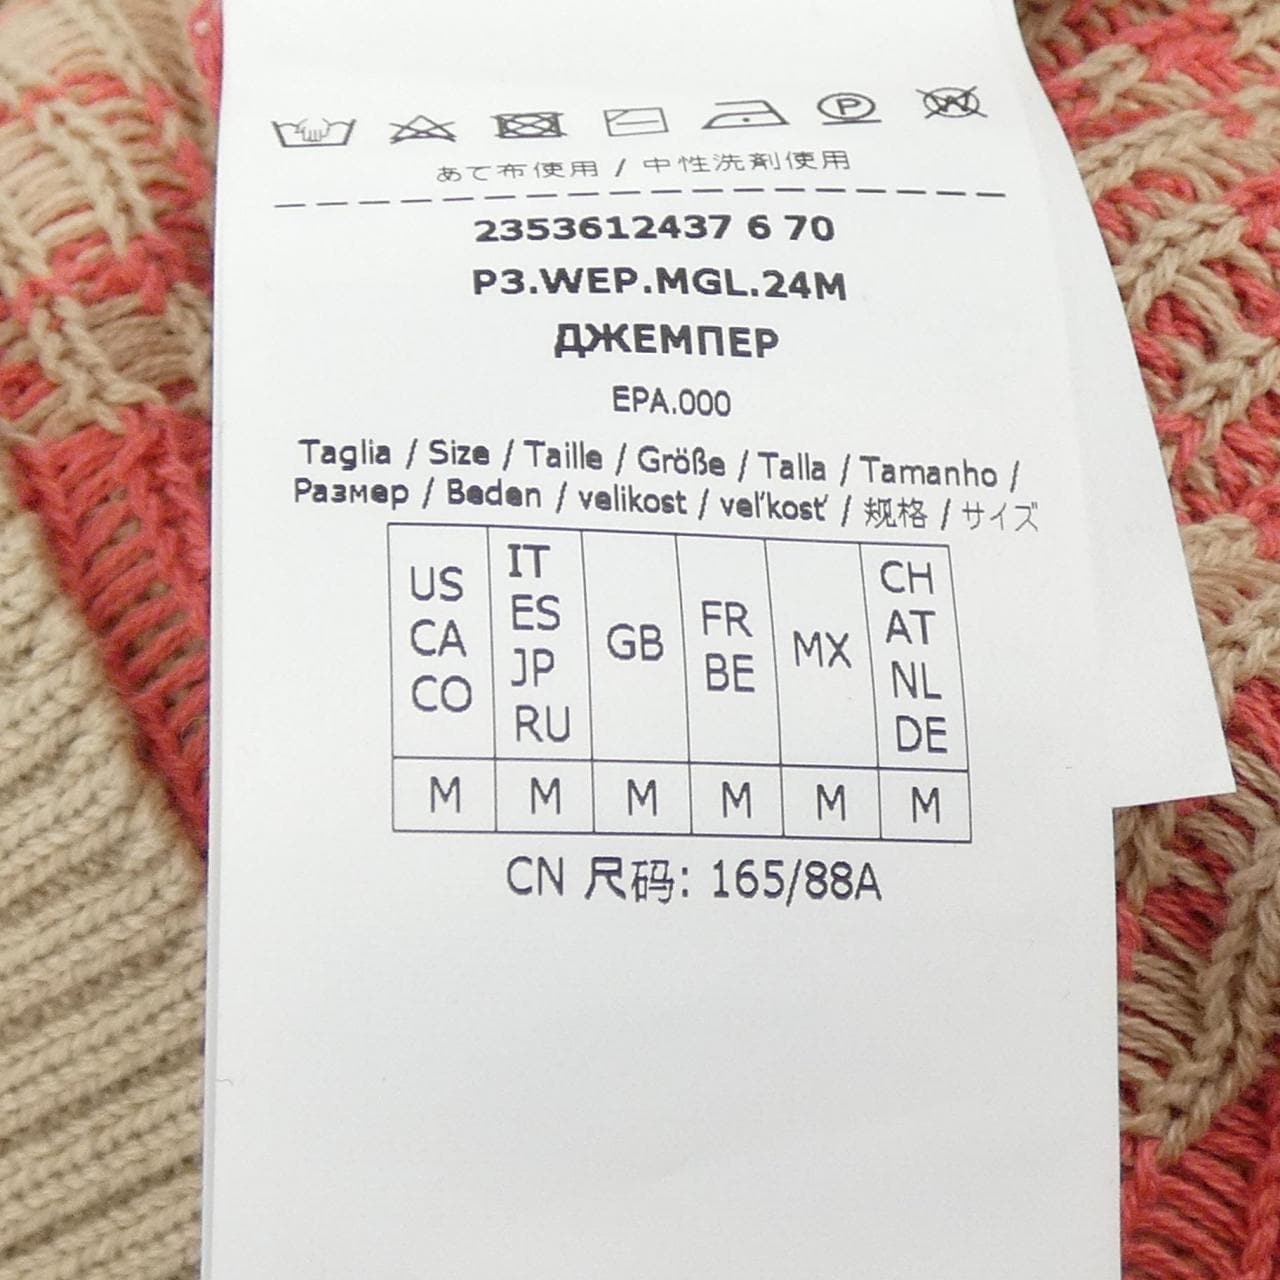 P W
あて布使用 / 中性洗剤使用
2353612437 6 70
P3.WEP.MGL.24M
ДЖЕМПЕР
EPA.000
Taglia / Size / Taille / Größe / Talla / Tamanho /
Размер / Beden / velikost / veľkosť / 规格 / サイズ
US CA CO IT ES JP RU GB FR BE MX CH AT NL DE
M M M M M M
CN 尺码: 165/88A